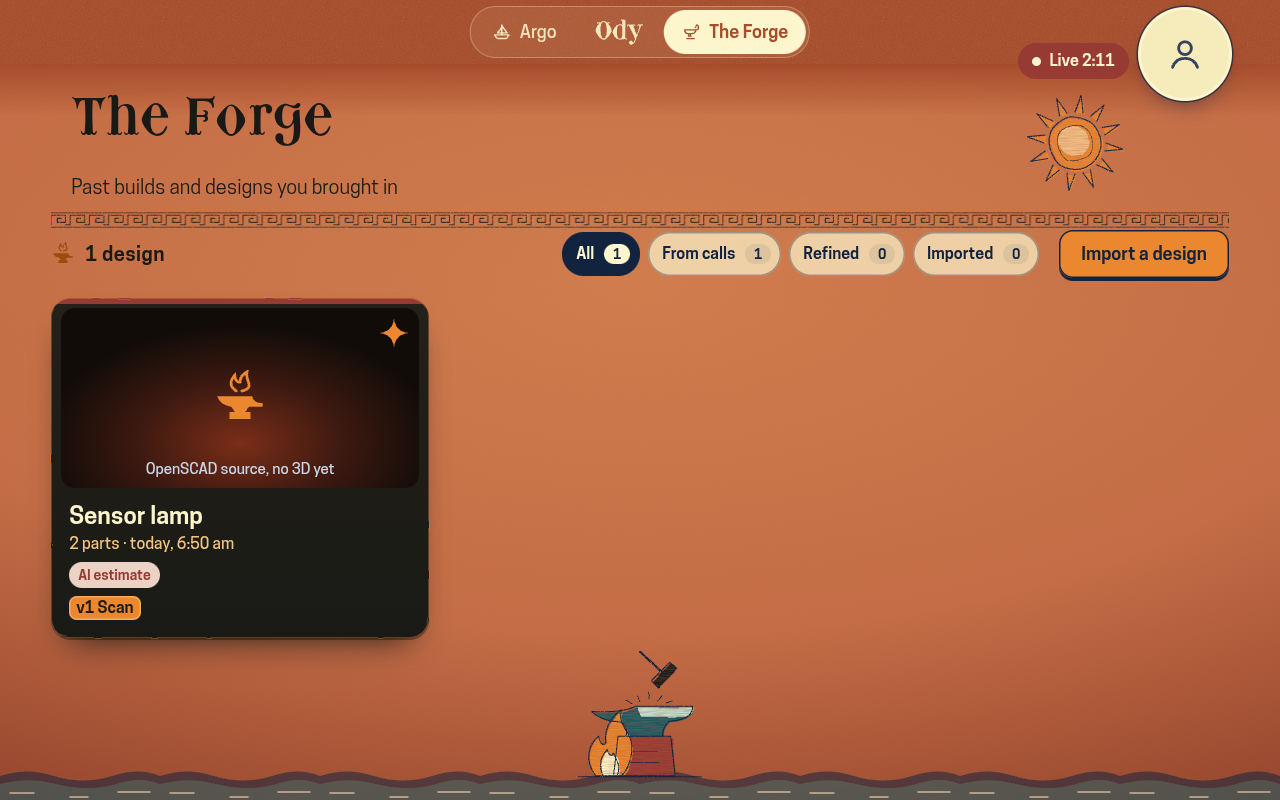 Argo
Ody
The Forge
Live 2:11
The Forge
Past builds and designs you brought in
1 design
All 1
From calls 1
Refined 0
Imported 0
Import a design
OpenSCAD source, no 3D yet
Sensor lamp
2 parts · today, 6:50 am
AI estimate
v1 Scan